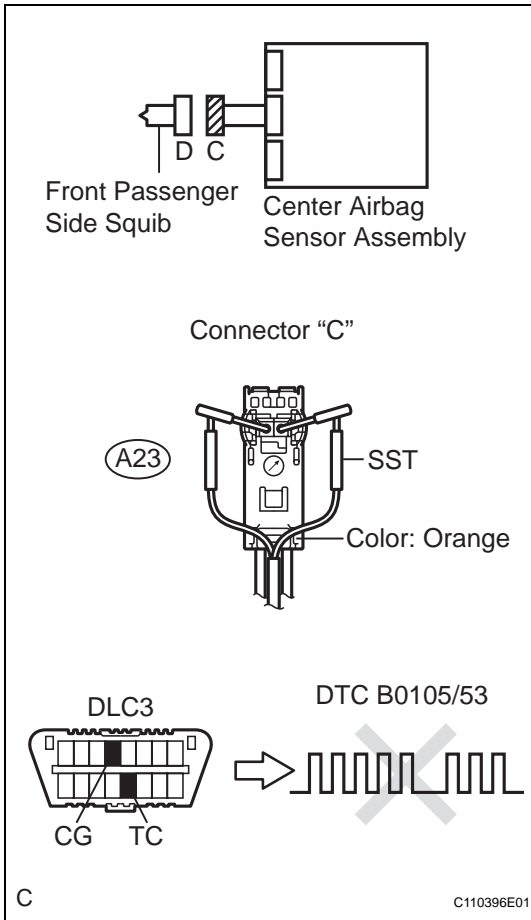 D C
Front Passenger
Side Squib
Center Airbag
Sensor Assembly
Connector “C”
A23
SST
Color: Orange
DLC3
DTC B0105/53
CG TC
C
C110396E01